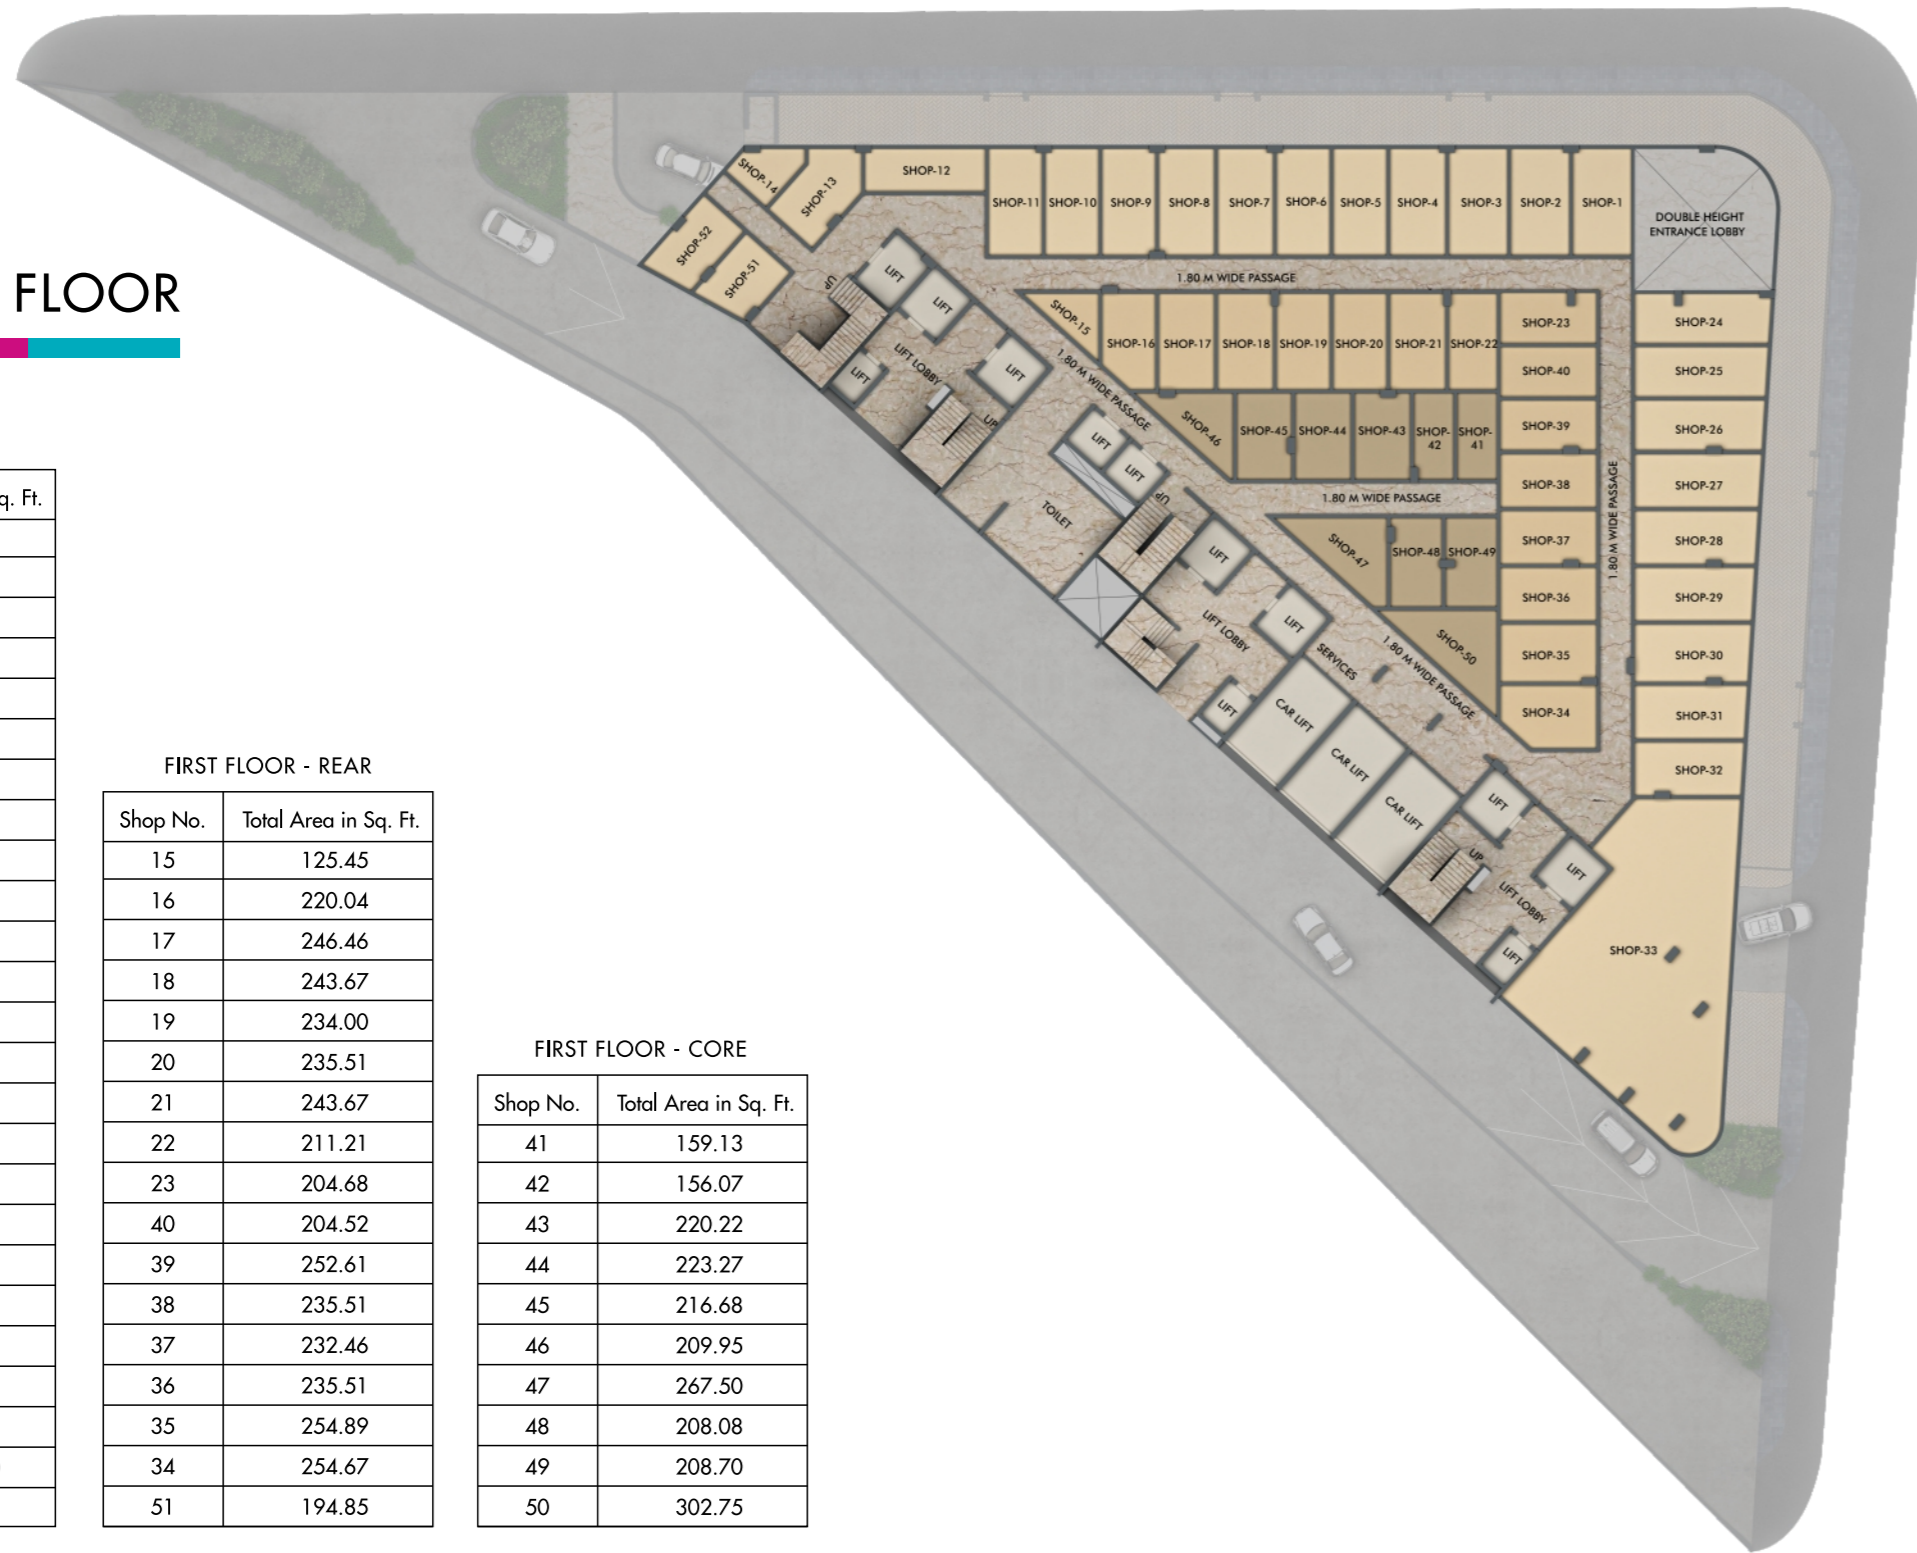 FLOOR
q. Ft.
FIRST FLOOR - REAR
Shop No. Total Area in Sq. Ft.
15 125.45
16 220.04
17 246.46
18 243.67
19 234.00
20 235.51
21 243.67
22 211.21
23 204.68
40 204.52
39 252.61
38 235.51
37 232.46
36 235.51
35 254.89
34 254.67
51 194.85
FIRST FLOOR - CORE
Shop No. Total Area in Sq. Ft.
41 159.13
42 156.07
43 220.22
44 223.27
45 216.68
46 209.95
47 267.50
48 208.08
49 208.70
50 302.75
SHOP-14
SHOP-13
SHOP-12
SHOP-11
SHOP-10
SHOP-9
SHOP-8
SHOP-7
SHOP-6
SHOP-5
SHOP-4
SHOP-3
SHOP-2
SHOP-1
DOUBLE HEIGHT
ENTRANCE LOBBY
SHOP-52
SHOP-51
UP
LIFT
LIFT
LIFT LOBBY
LIFT
LIFT
UP
1.80 M WIDE PASSAGE
SHOP-15
SHOP-16
SHOP-17
SHOP-18
SHOP-19
SHOP-20
SHOP-21
SHOP-22
SHOP-23
SHOP-24
1.80 M WIDE PASSAGE
SHOP-40
SHOP-25
SHOP-46
SHOP-45
SHOP-44
SHOP-43
SHOP-
42
SHOP-
41
SHOP-39
SHOP-26
LIFT
LIFT
UP
TOILET
1.80 M WIDE PASSAGE
SHOP-38
1.80 M WIDE PASSAGE
SHOP-27
SHOP-47
SHOP-48
SHOP-49
SHOP-37
SHOP-28
LIFT
LIFT LOBBY
LIFT
SERVICES
SHOP-36
SHOP-29
SHOP-50
1.80 M WIDE PASSAGE
SHOP-35
SHOP-30
LIFT
CAR LIFT
CAR LIFT
CAR LIFT
SHOP-34
SHOP-31
SHOP-32
LIFT
UP
LIFT LOBBY
LIFT
LIFT
SHOP-33